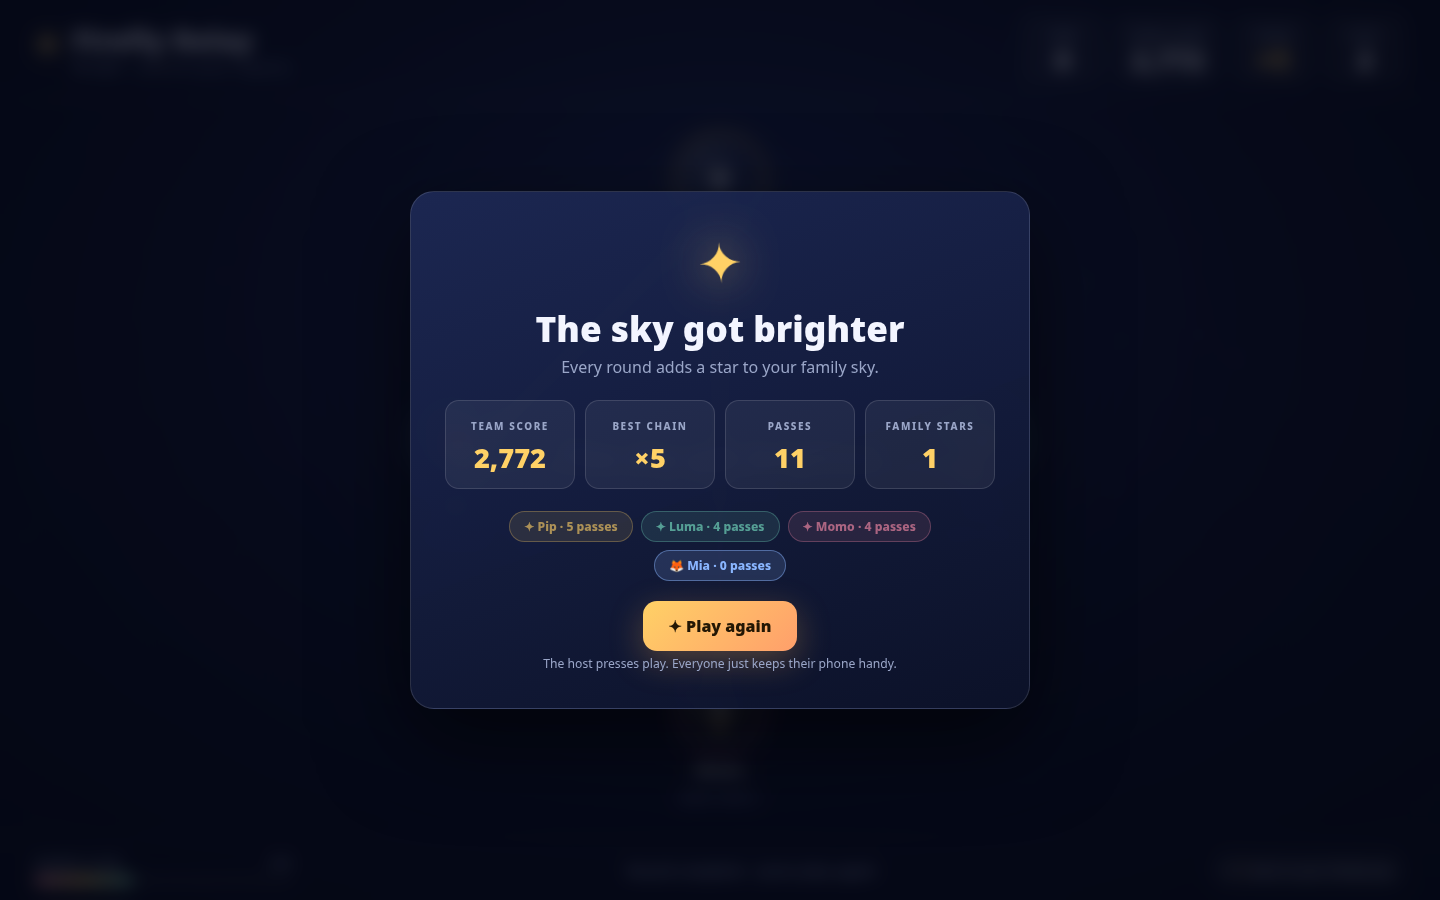 The sky got brighter
Every round adds a star to your family sky.
TEAM SCORE
2,772
BEST CHAIN
×5
PASSES
11
FAMILY STARS
1
✦ Pip · 5 passes
✦ Luma · 4 passes
✦ Momo · 4 passes
🦊 Mia · 0 passes
✦ Play again
The host presses play. Everyone just keeps their phone handy.